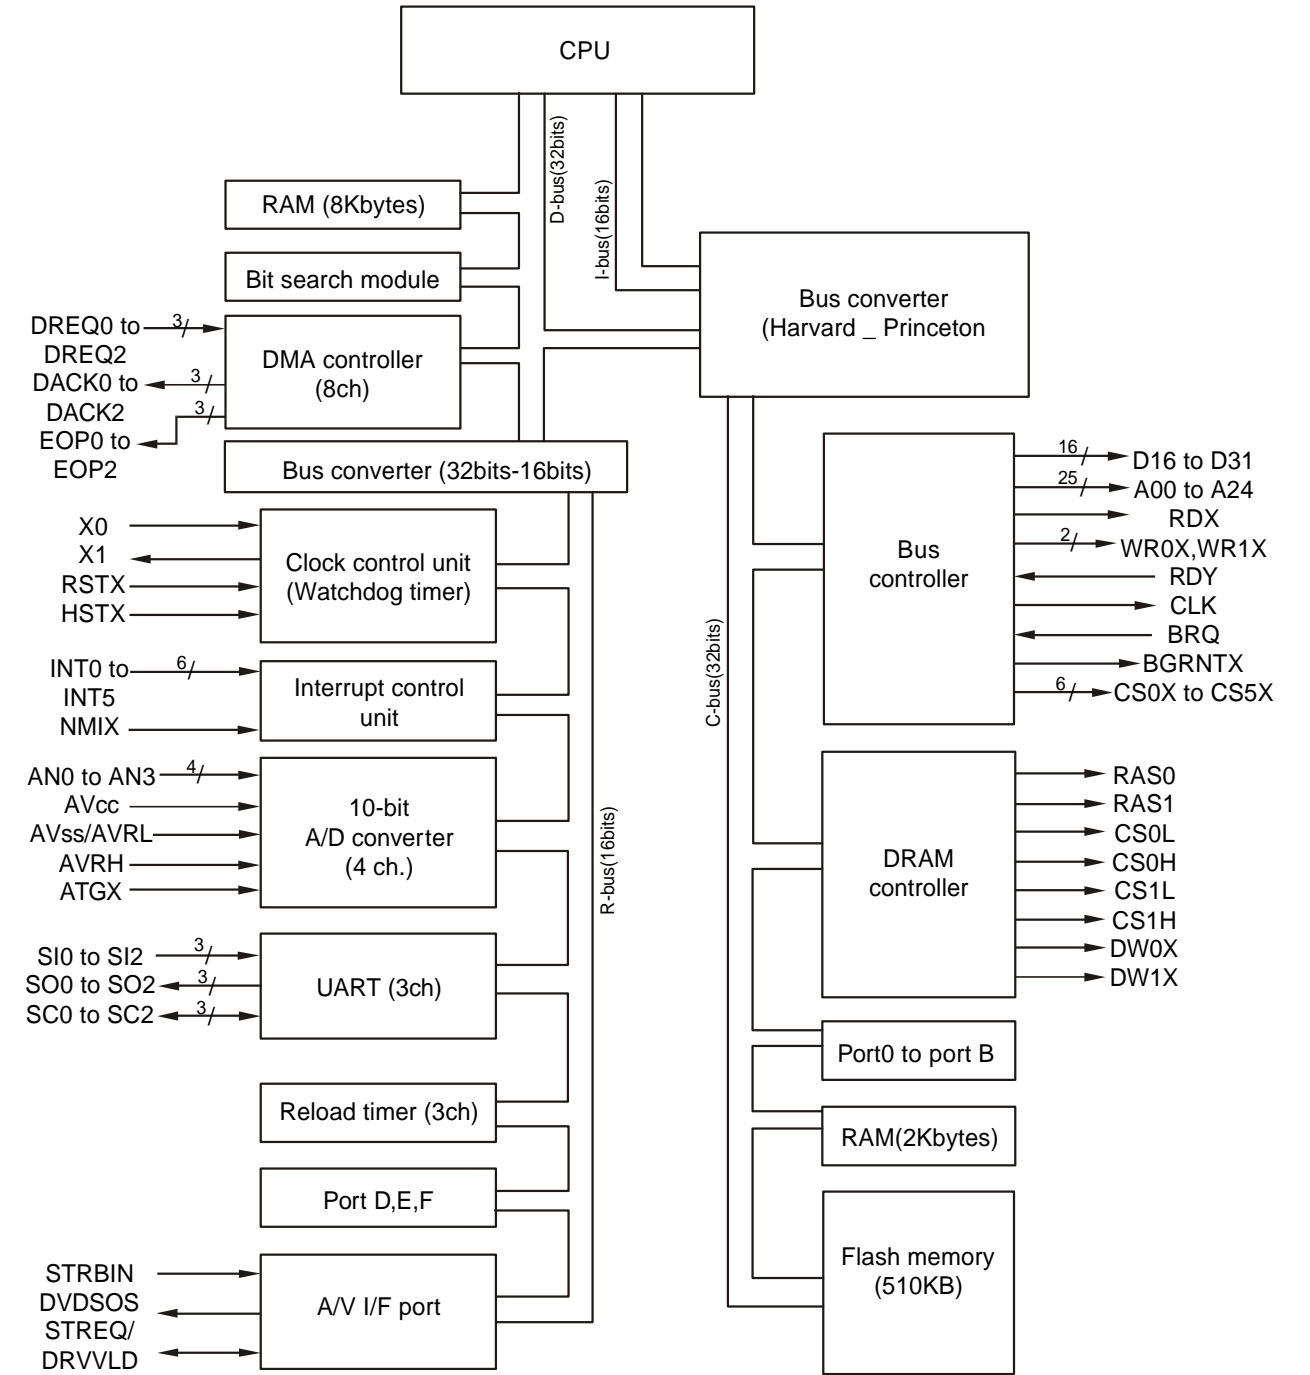 CPU
D-bus(32bits)
I-bus(16bits)
RAM (8Kbytes)
Bit search module
Bus converter
(Harvard _ Princeton
DREQ0 to
DREQ2
DACK0 to
DACK2
EOP0 to
EOP2
3/
3/
3/
DMA controller
(8ch)
Bus converter (32bits-16bits)
X0
X1
RSTX
HSTX
Clock control unit
(Watchdog timer)
INT0 to
INT5
NMIX
6/
Interrupt control
unit
AN0 to AN3
AVcc
AVss/AVRL
AVRH
ATGX
4/
10-bit
A/D converter
(4 ch.)
SI0 to SI2
SO0 to SO2
SC0 to SC2
3/
3/
3/
UART (3ch)
Reload timer (3ch)
Port D,E,F
STRBIN
DVDSOS
STREQ/
DRVVLD
A/V I/F port
R-bus(16bits)
C-bus(32bits)
Bus
controller
16/
25/
2/
6/
D16 to D31
A00 to A24
RDX
WR0X,WR1X
RDY
CLK
BRQ
BGRNTX
CS0X to CS5X
DRAM
controller
RAS0
RAS1
CS0L
CS0H
CS1L
CS1H
DW0X
DW1X
Port0 to port B
RAM(2Kbytes)
Flash memory
(510KB)